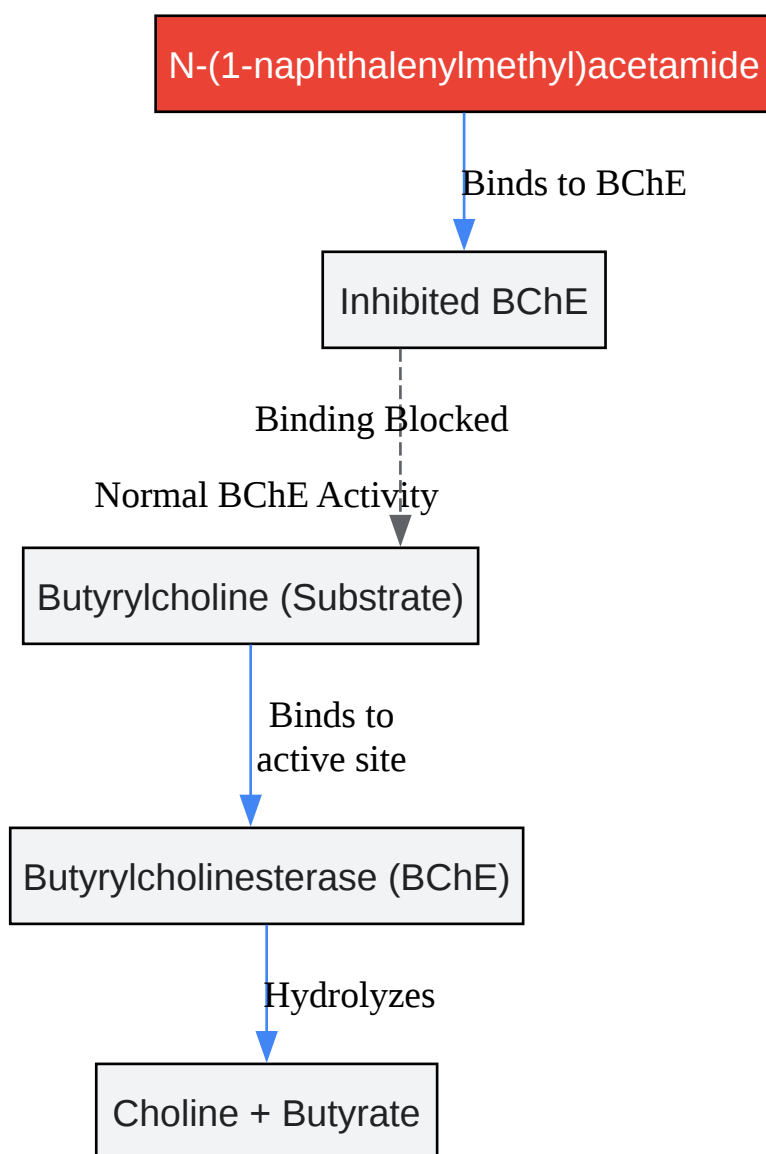 N-(1-naphthalenylmethyl)acetamide
Binds to BChE
Inhibited BChE
Binding Blocked
Normal BChE Activity
Butyrylcholine (Substrate)
Binds to
active site
Butyrylcholinesterase (BChE)
Hydrolyzes
Choline + Butyrate